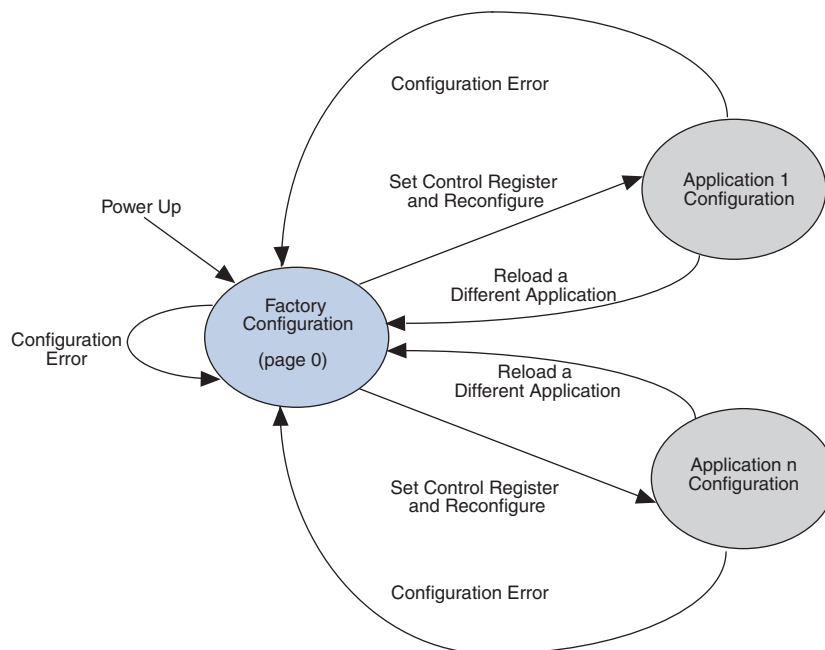 Configuration Error
Set Control Register
and Reconfigure
Application 1
Configuration
Power Up
Reload a
Different Application
Factory
Configuration
(page 0)
Configuration
Error
Reload a
Different Application
Application n
Configuration
Set Control Register
and Reconfigure
Configuration Error